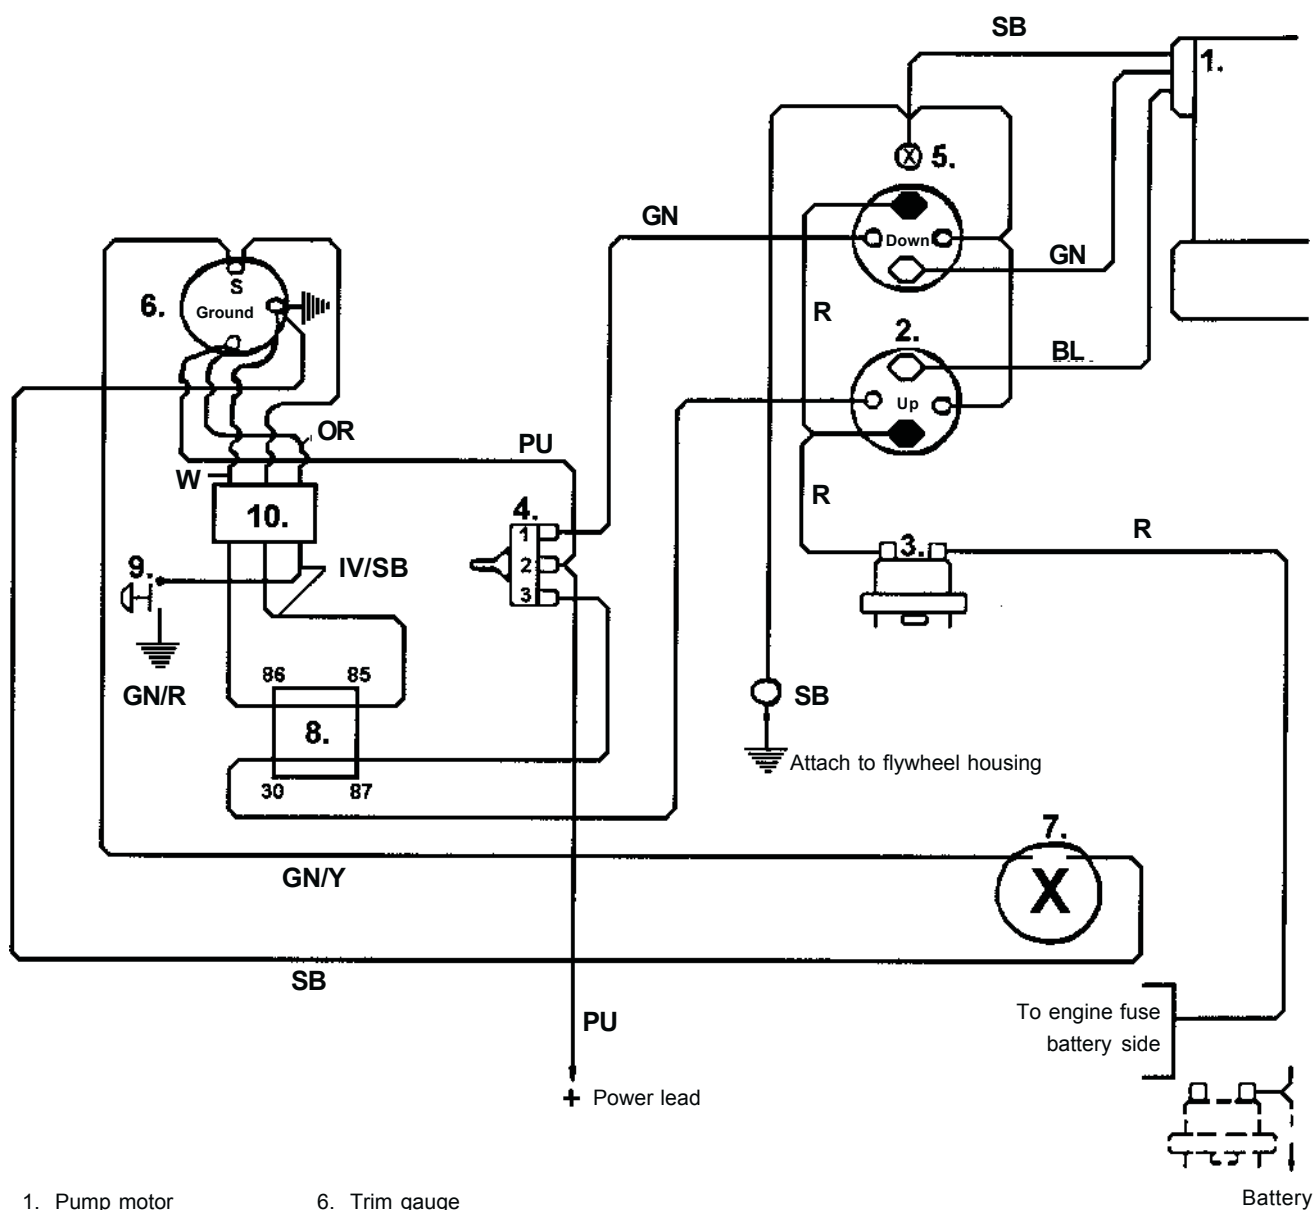 SB
1.
5.
GN
Down
GN
S
6.
Ground
R
2.
BL
Up
OR
PU
W
R
4.
10.
1
R
3.
9.
IV/SB
2
3
86 85
GN/R
SB
8.
Attach to flywheel housing
30 87
7.
X
GN/Y
SB
To engine fuse
battery side
PU
+ Power lead
Battery
1. Pump motor 6. Trim gauge